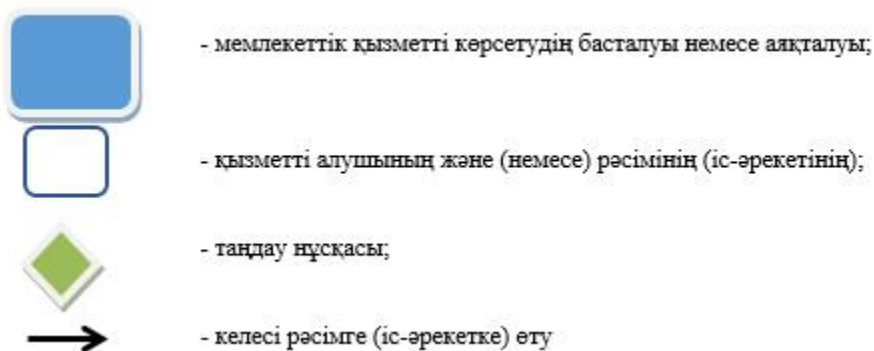 - мемлекеттік қызметті көрсетудің басталуы немесе аяқталуы;
- қызметті алушының және (немесе) рәсімінің (іс-әрекетінің);
- таңдау нұсқасы;
- келесі рәсімге (іс-әрекетке) өту